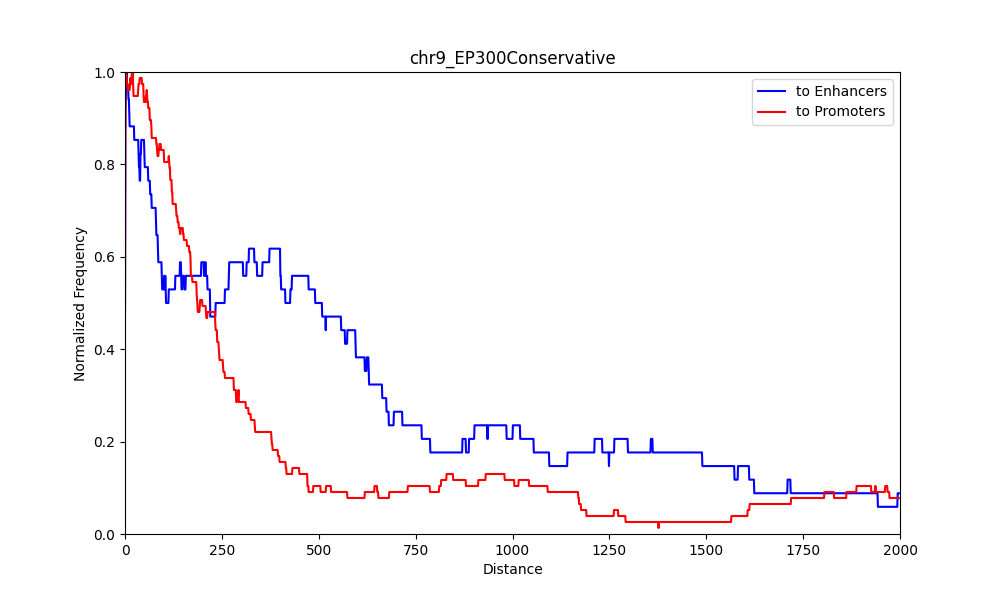 chr9_EP300Conservative
to Enhancers
to Promoters
Normalized Frequency
1.0
0.8
0.6
0.4
0.2
0.0
0 250 500 750 1000 1250 1500 1750 2000
Distance